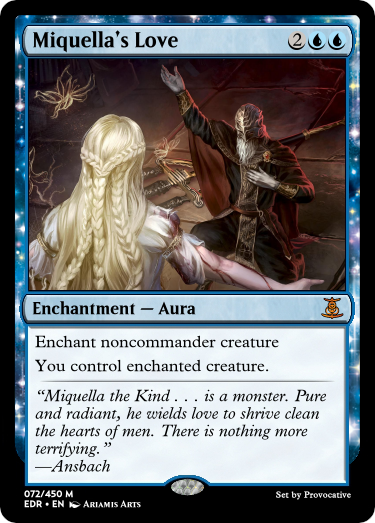 Miquella's Love 2
Enchantment — Aura
Enchant noncommander creature
You control enchanted creature.
“Miquella the Kind . . . is a monster. Pure
and radiant, he wields love to shrive clean
the hearts of men. There is nothing more
terrifying.”
—Ansbach
072/450 M
EDR • EN Ariamis Arts
Set by Provocative